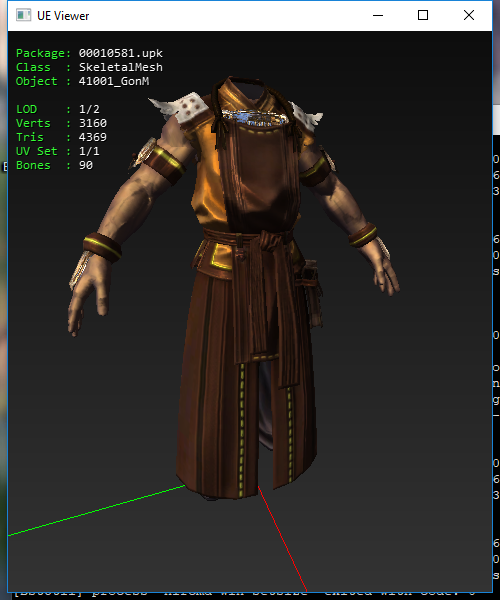 UE Viewer
Package: 00010581.upk
Class : SkeletalMesh
Object : 41001_GonM
LOD : 1/2
Verts : 3160
Tris : 4369
UV Set : 1/1
Bones : 90